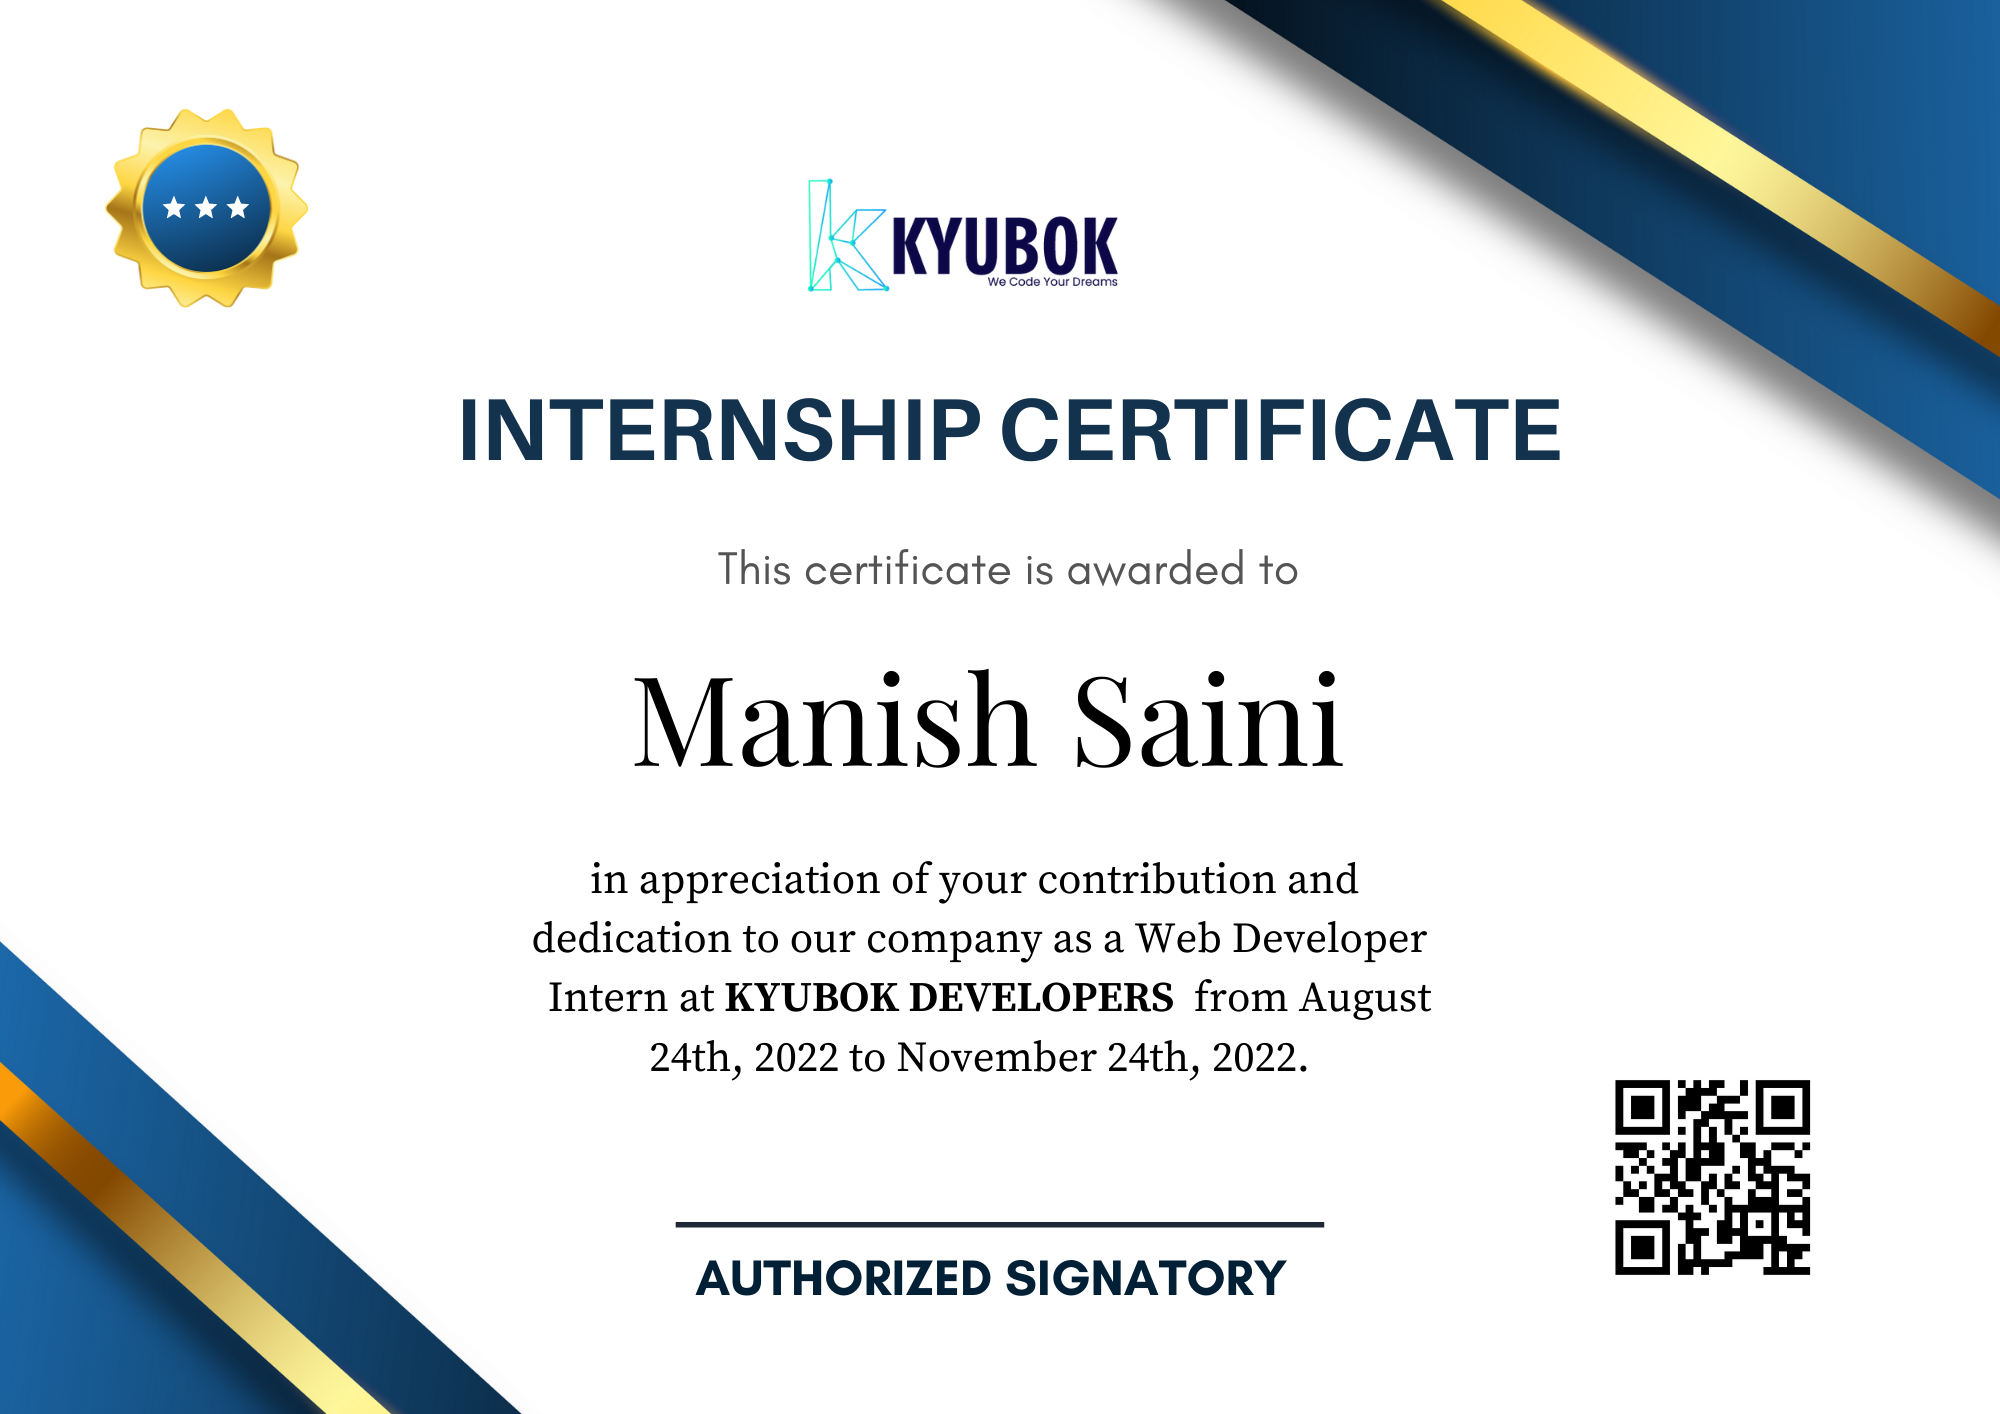 KYUBOK
We Code Your Dreams
INTERNSHIP CERTIFICATE
This certificate is awarded to
Manish Saini
in appreciation of your contribution and
dedication to our company as a Web Developer
Intern at KYUBOK DEVELOPERS from August
24th, 2022 to November 24th, 2022.
AUTHORIZED SIGNATORY